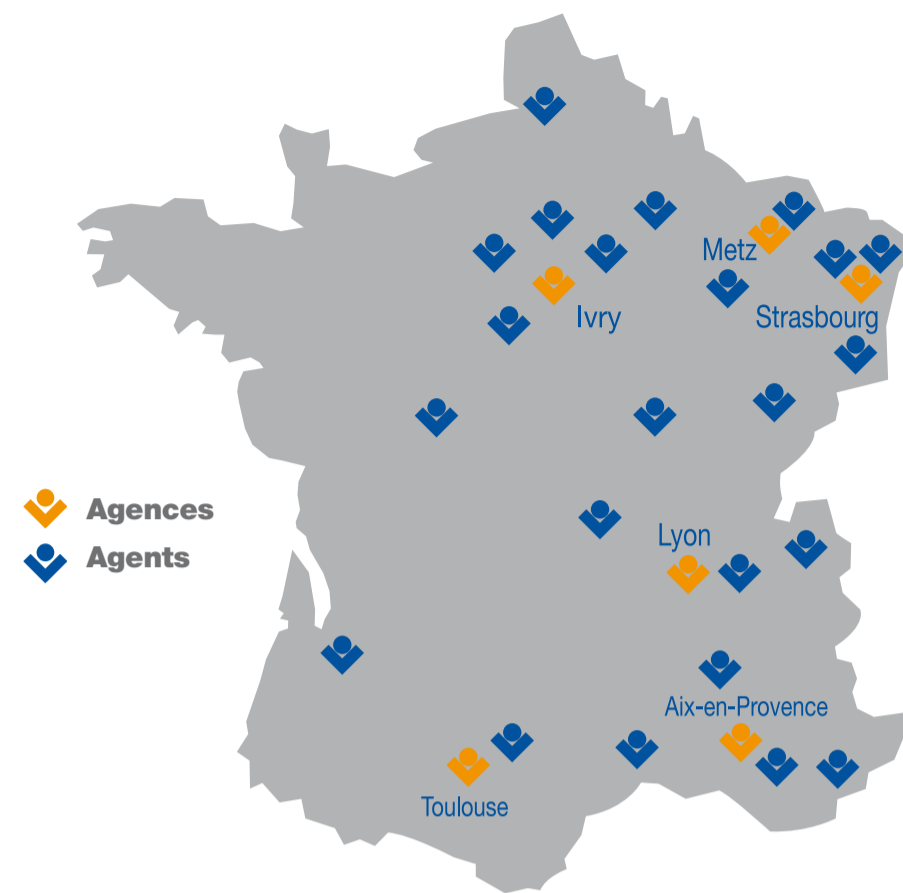 Metz
Ivry
Strasbourg
Agences
Agents
Lyon
Aix-en-Provence
Toulouse